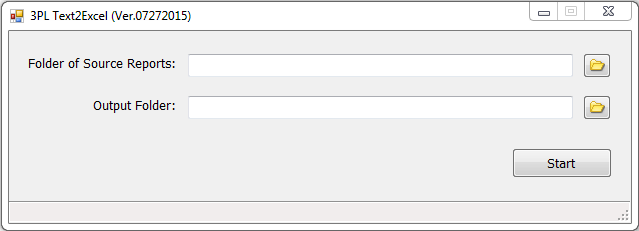 3PL Text2Excel (Ver.07272015)
Folder of Source Reports:
Output Folder:
Start